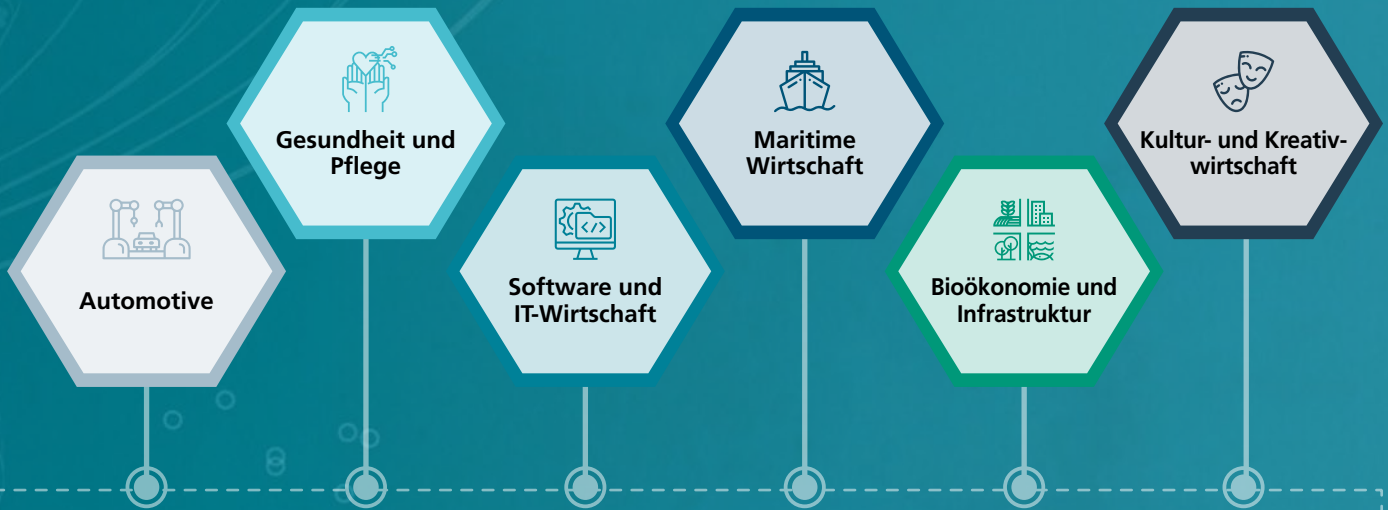 Automotive
Gesundheit und
Pflege
Software und
IT-Wirtschaft
</>
Maritime
Wirtschaft
Bioökonomie und
Infrastruktur
Kultur- und Kreativ-
wirtschaft